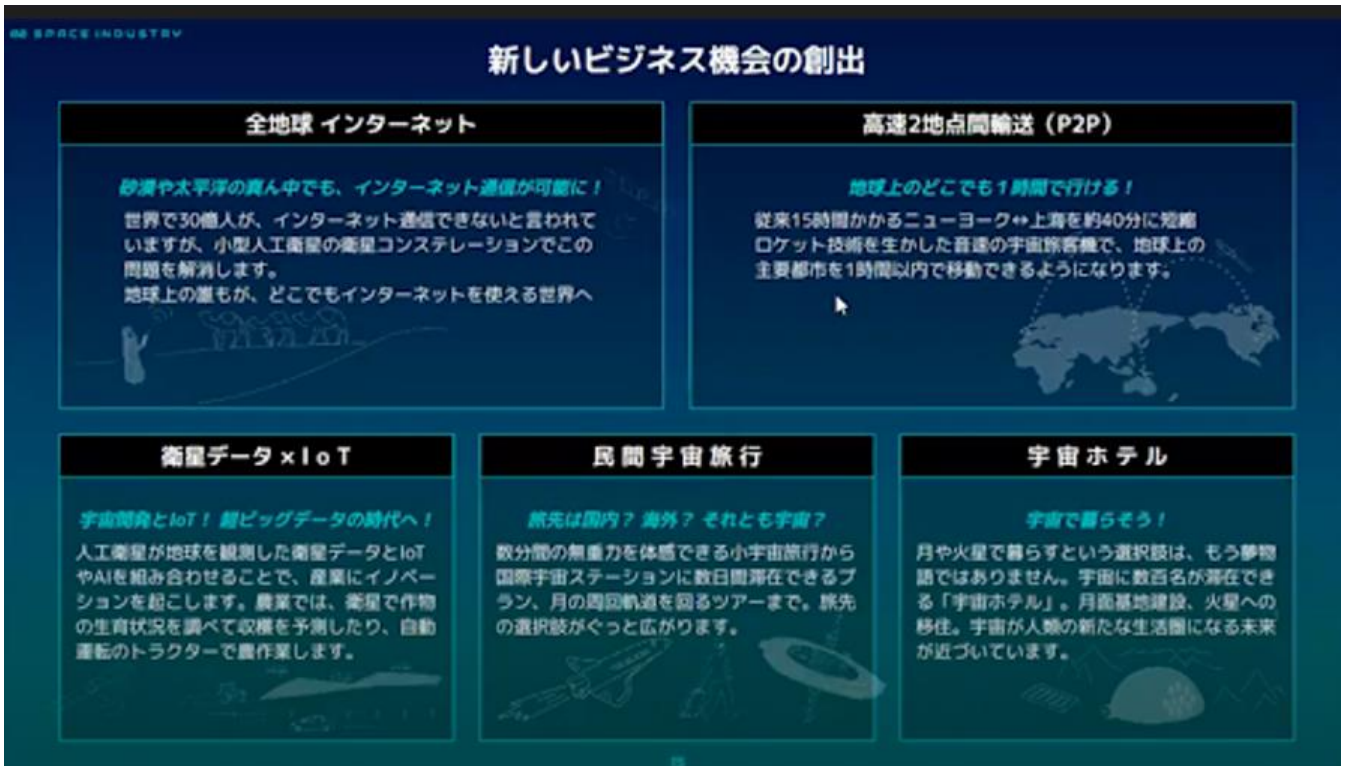 SPACE INDUSTRY
新しいビジネス機会の創出
全地球 インターネット
砂漠や太平洋の真ん中でも、インターネット通信が可能に！
世界で30億人が、インターネット通信できないと言われて
いますが、小型人工衛星の衛星コンステレーションでこの
問題を解消します。
地球上の誰もが、どこでもインターネットを使える世界へ
高速2地点間輸送（P2P）
地球上のどこでも１時間で行ける！
従来15時間かかるニューヨーク↔上海を約40分に短縮
ロケット技術を生かした音速の宇宙旅客機で、地球上の
主要都市を1時間以内で移動できるようになります。
衛星データ×IoT
宇宙開発とIoT！ 超ビッグデータの時代へ！
人工衛星が地球を観測した衛星データとIoT
やAIを組み合わせることで、産業にイノベー
ションを起こします。農業では、衛星で作物
の生育状況を調べて収穫を予測したり、自動
運転のトラクターで農作業します。
民間宇宙旅行
旅先は国内？ 海外？ それとも宇宙？
数分間の無重力を体感できる小宇宙旅行から
国際宇宙ステーションに数日間滞在できるプ
ラン、月の周回軌道を回るツアーまで。旅先
の選択肢がぐっと広がります。
宇宙ホテル
宇宙で暮らそう！
月や火星で暮らすという選択肢は、もう夢物
語ではありません。宇宙に数百名が滞在でき
る「宇宙ホテル」。月面基地建設、火星への
移住。宇宙が人類の新たな生活圏になる未来
が近づいています。